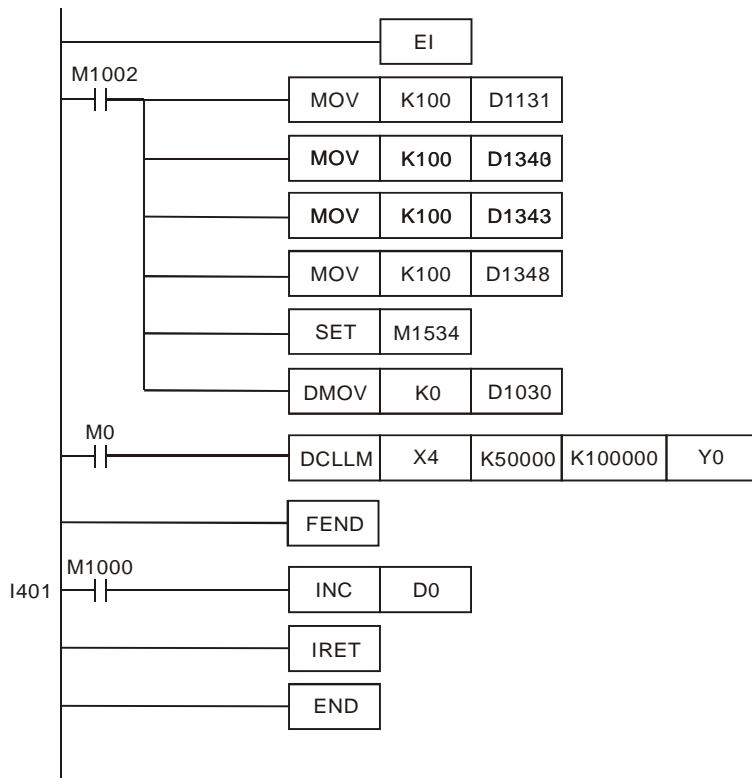 EI
M1002
MOV K100 D1131
MOV K100 D1340
MOV K100 D1343
MOV K100 D1348
SET M1534
DMOV K0 D1030
M0
DCLLM X4 K50000 K100000 Y0
FEND
M1000
I401 INC D0
IRET
END